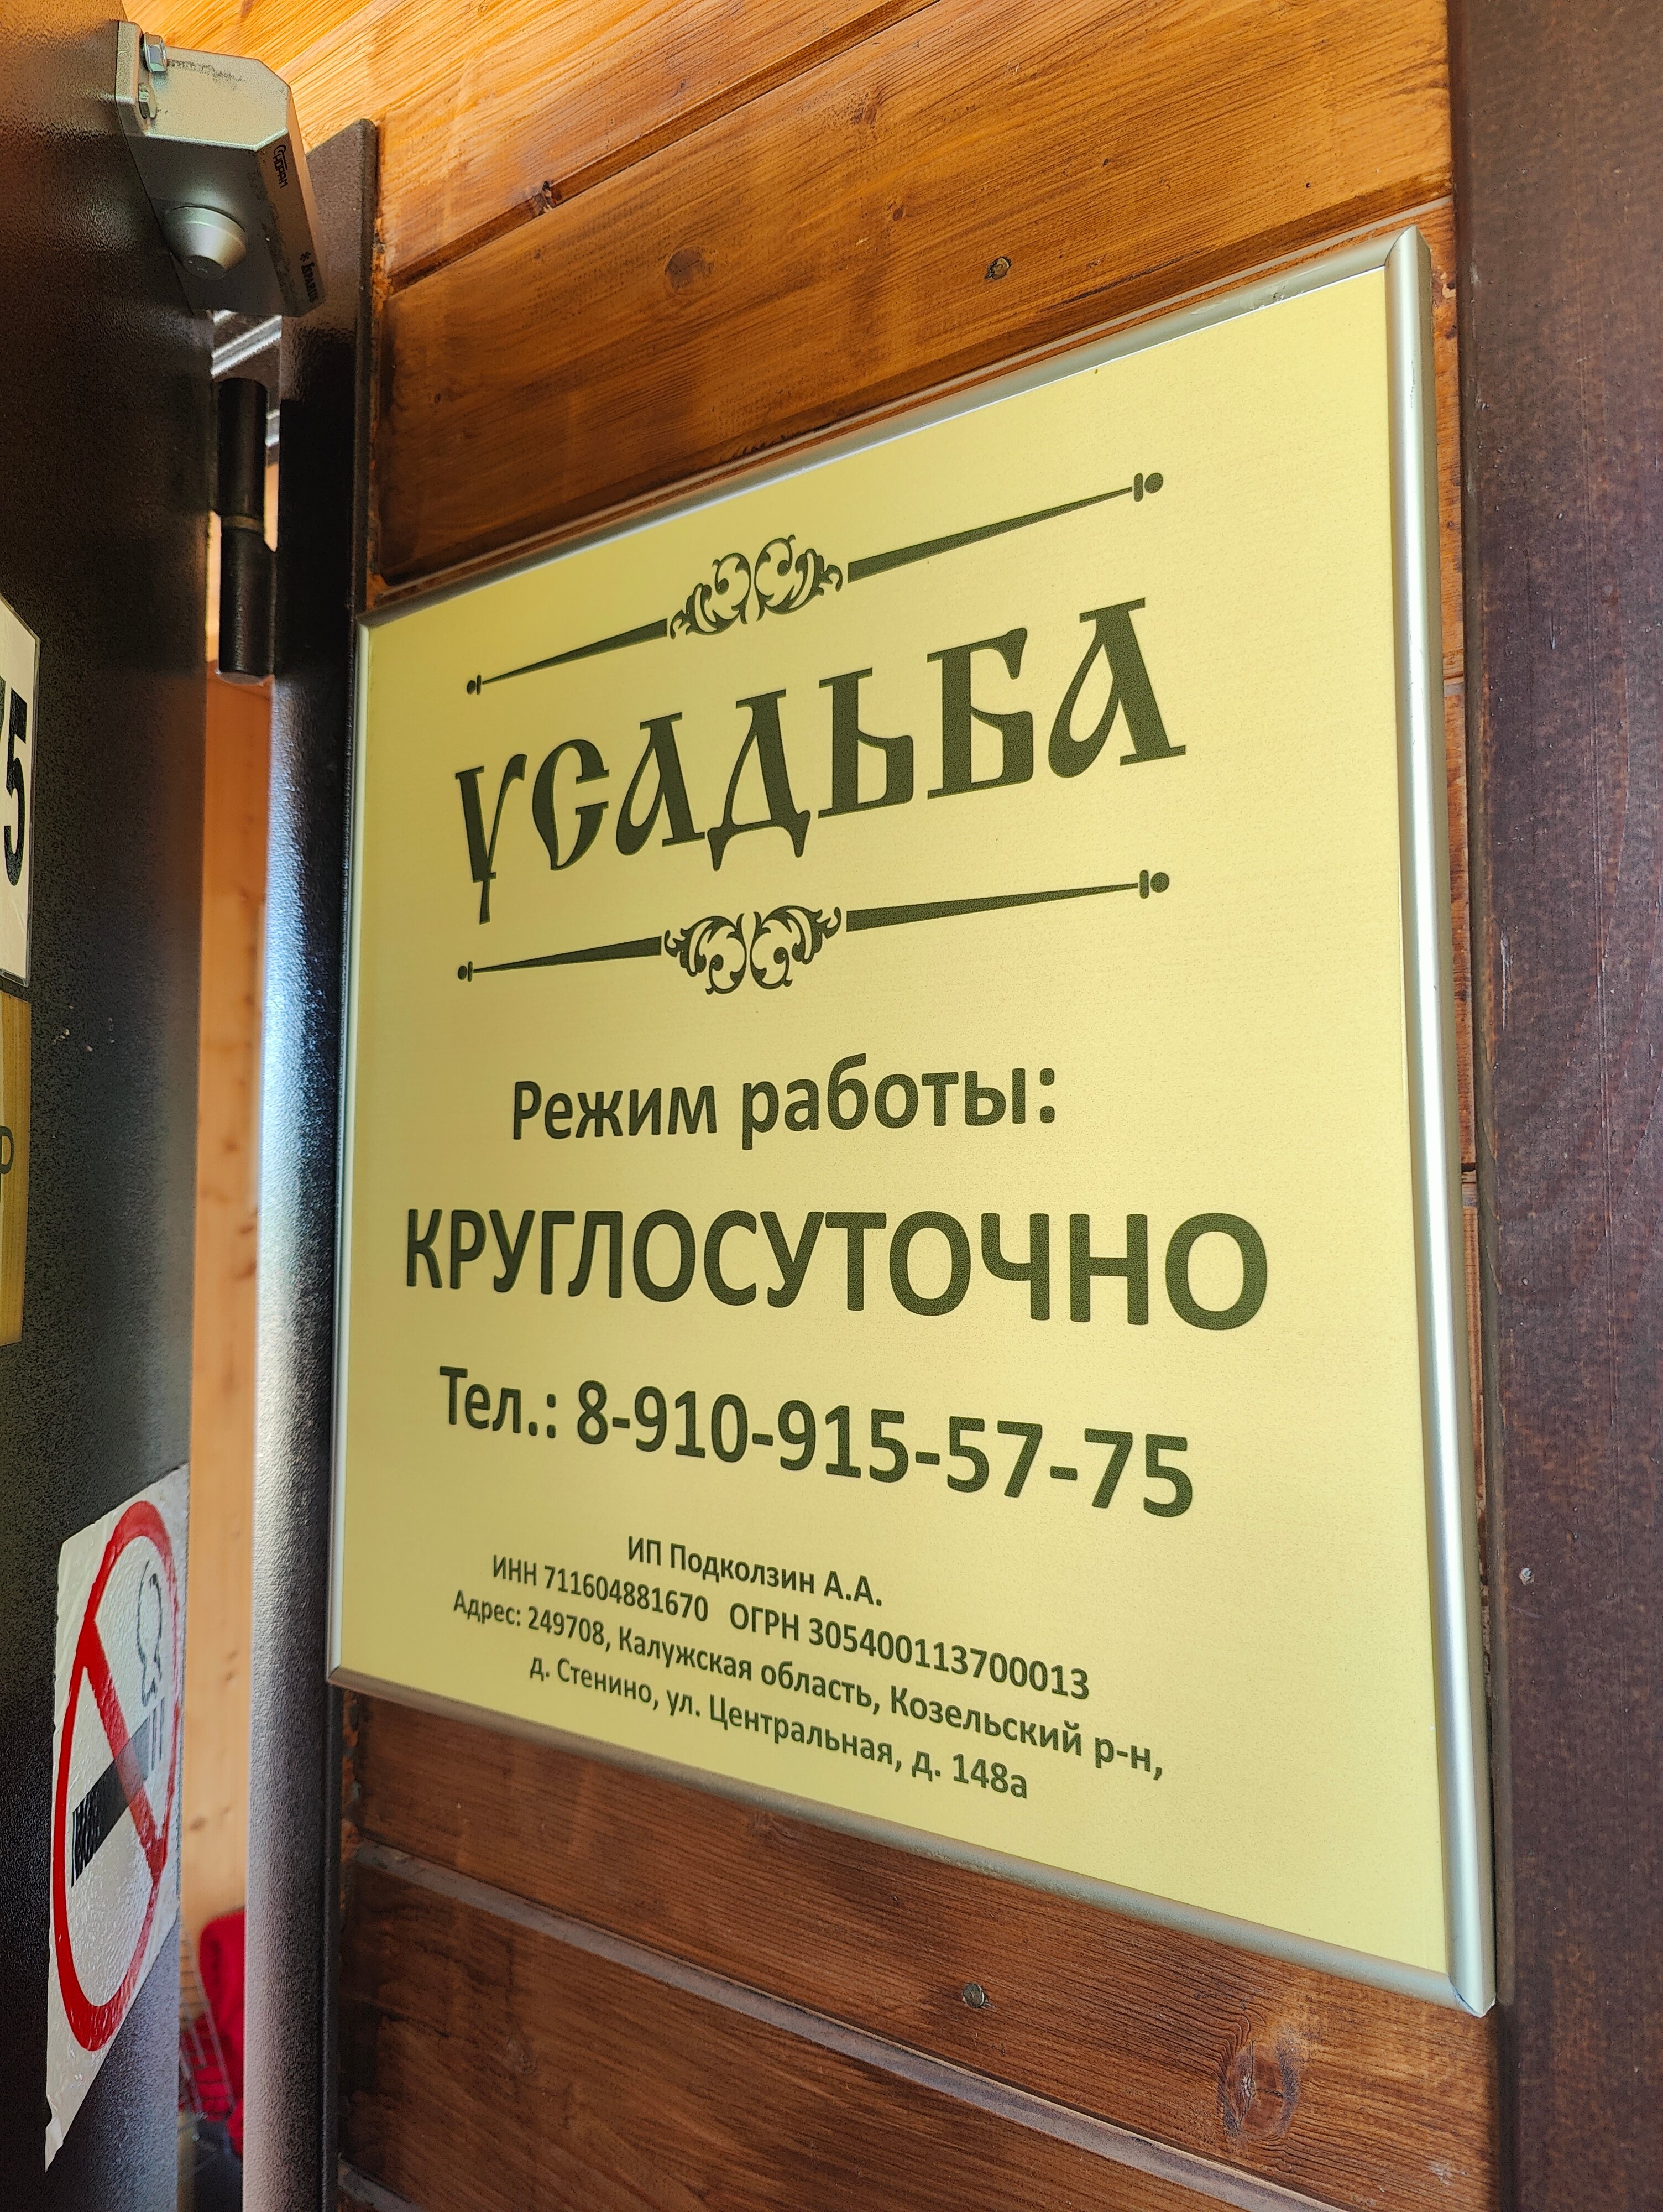 УСАДЬБА
Режим работы:
КРУГЛОСУТОЧНО
Тел.: 8-910-915-57-75
ИП Подколзин А.А.
ИНН 711604881670 ОГРН 305400113700013
Адрес: 249708, Калужская область, Козельский р-н,
д. Стенино, ул. Центральная, д. 148а